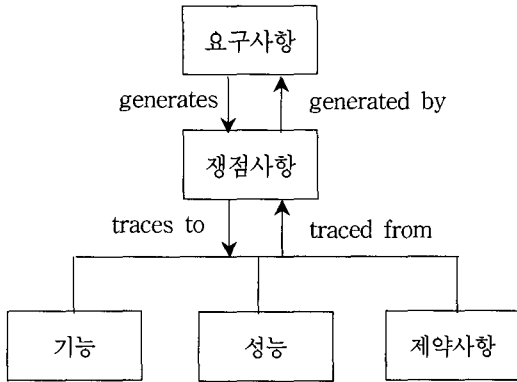 요구사항
generates
generated by
쟁점사항
traces to
traced from
기능
성능
제약사항